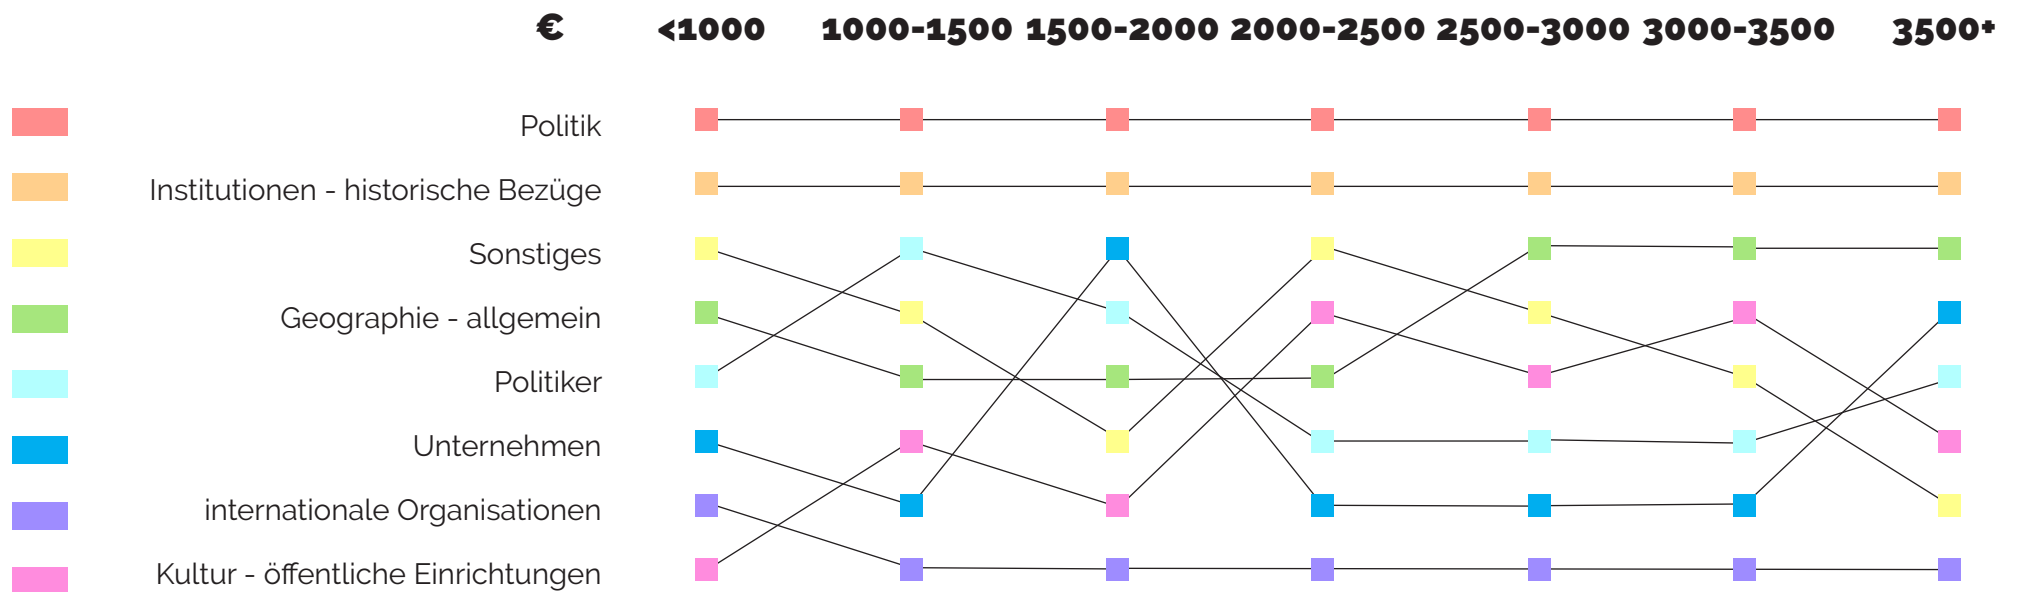 € <1000 1000-1500 1500-2000 2000-2500 2500-3000 3000-3500 3500+
Politik
Institutionen - historische Bezüge
Sonstiges
Geographie - allgemein
Politiker
Unternehmen
internationale Organisationen
Kultur - öffentliche Einrichtungen